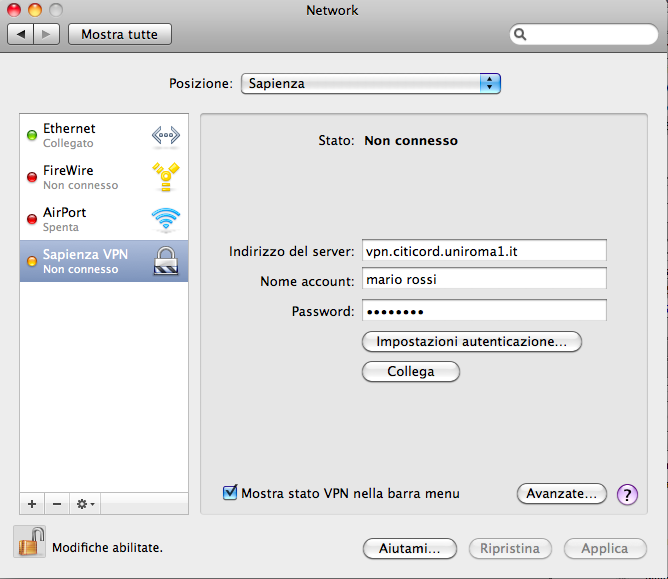 Network
Mostra tutte
Posizione: Sapienza
Ethernet
Collegato
FireWire
Non connesso
AirPort
Spenta
Sapienza VPN
Non connesso
Stato: Non connesso
Indirizzo del server: vpn.citicord.uniroma1.it
Nome account: mario rossi
Password: ••••••••
Impostazioni autenticazione...
Collega
Mostra stato VPN nella barra menu
Avanzate...
?
Modifiche abilitate.
Aiutami...
Ripristina
Applica